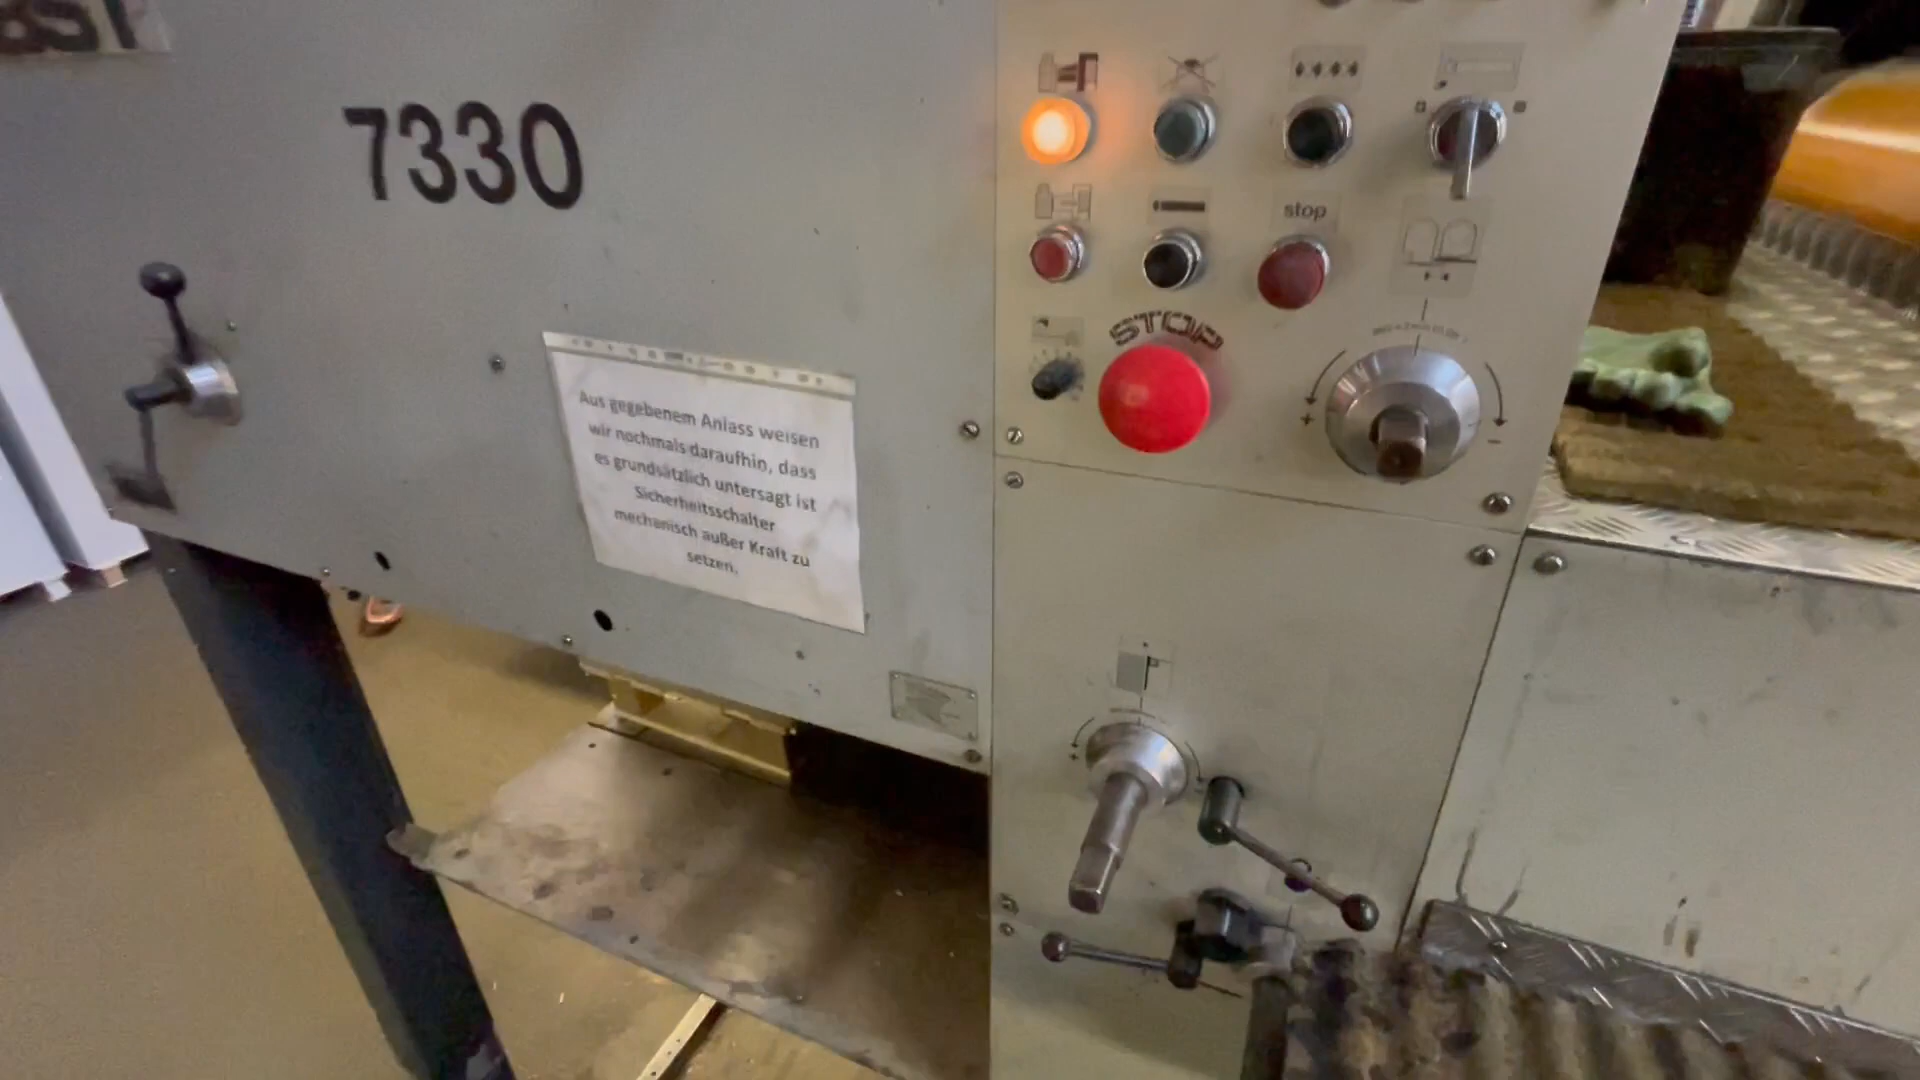 7330
stop
STOP
Aus gegebenem Anlass weisen
wir nochmals daraufhin, dass
es grundsätzlich untersagt ist
Sicherheitsschalter
mechanisch außer Kraft zu
setzen.